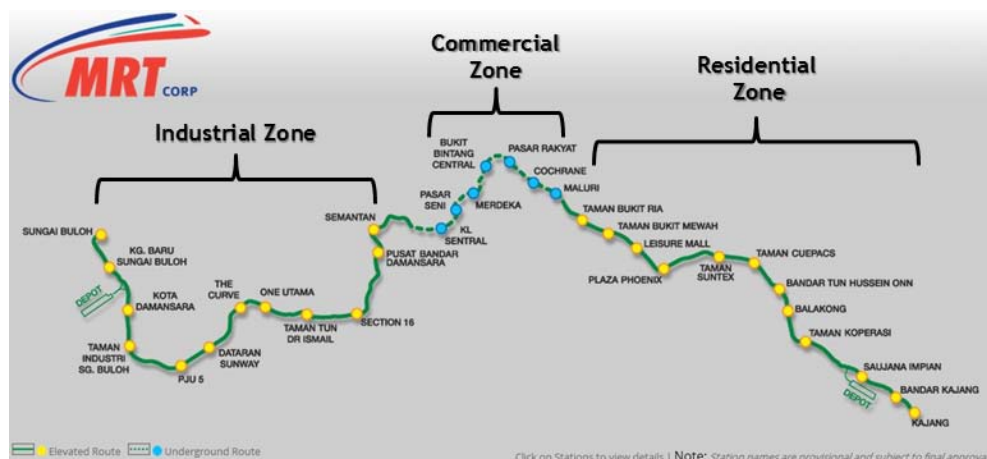 MRT CORP
Commercial
Zone
Residential
Zone
Industrial Zone
SUNGAI BULOH
KG. BARU
SUNGAI BULOH
DEPOT
KOTA
DAMANSARA
TAMAN
INDUSTRI
SG. BULOH
PJU 5
DATARAN
SUNWAY
THE
CURVE
ONE UTAMA
TAMAN TUN
DR ISMAIL
SECTION 16
PUSAT BANDAR
DAMANSARA
SEMANTAN
KL
SENTRAL
PASAR
SENI
MERDEKA
BUKIT
BINTANG
CENTRAL
PASAR RAKYAT
COCHRANE
MALURI
TAMAN BUKIT RIA
TAMAN BUKIT MEWAH
LEISURE MALL
PLAZA PHOENIX
TAMAN
SUNTEX
TAMAN CUEPACS
BANDAR TUN HUSSEIN ONN
BALAKONG
TAMAN KOPERASI
SAUJANA IMPIAN
DEPOT
BANDAR KAJANG
KAJANG
Elevated Route
Underground Route
Click on Stations to view details | Note: Station names are provisional and subject to final approval